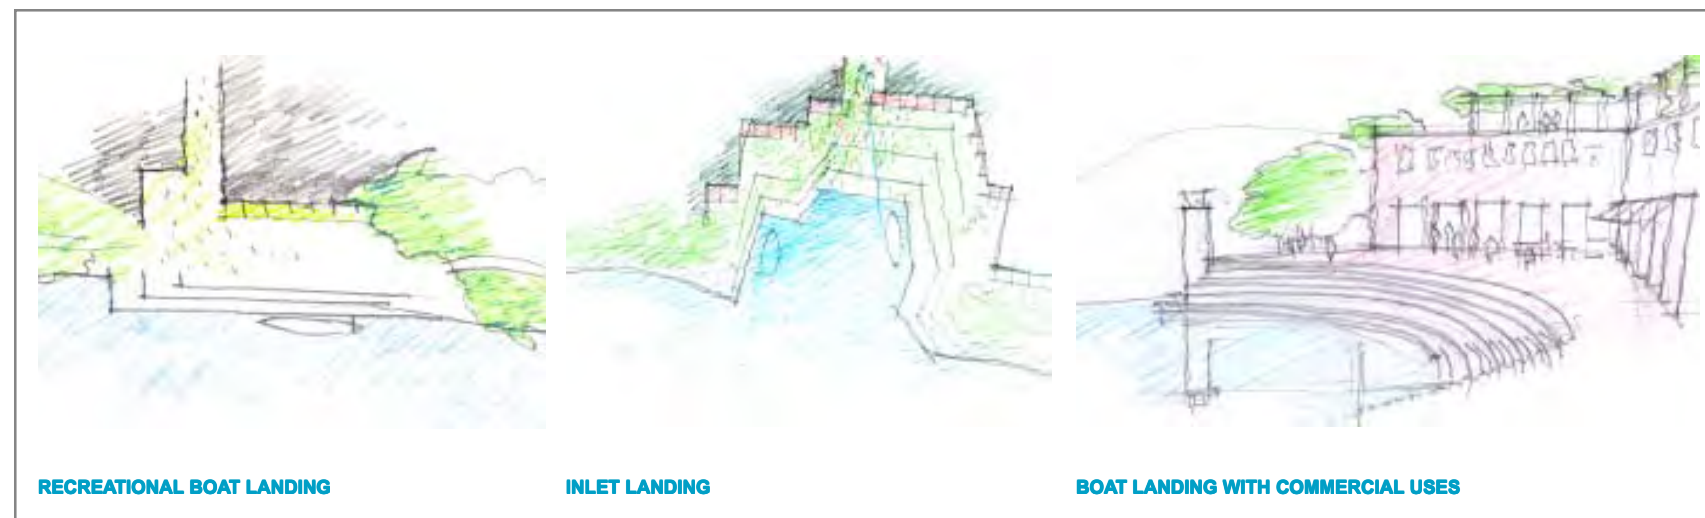 RECREATIONAL BOAT LANDING
INLET LANDING
BOAT LANDING WITH COMMERCIAL USES